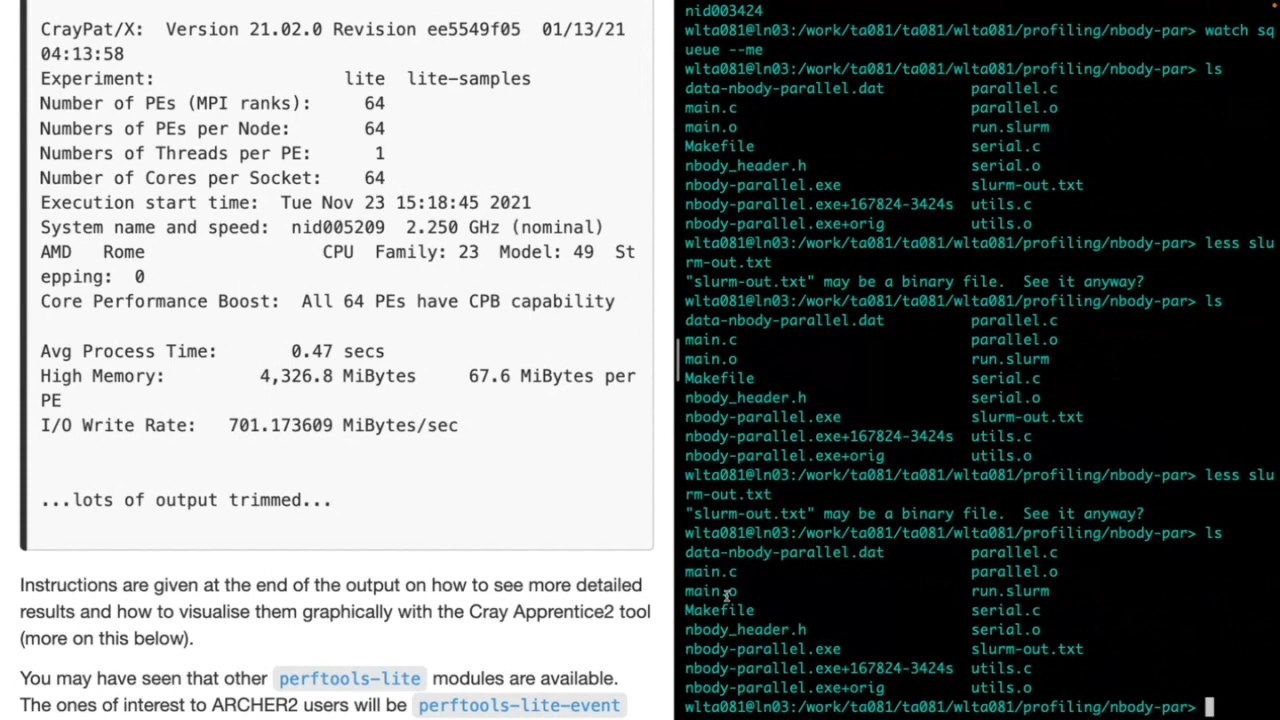 CrayPat/X:  Version 21.02.0 Revision ee5549f05  01/13/21
04:13:58
Experiment:                  lite  lite-samples
Number of PEs (MPI ranks):     64
Numbers of PEs per Node:       64
Numbers of Threads per PE:      1
Number of Cores per Socket:    64
Execution start time:  Tue Nov 23 15:18:45 2021
System name and speed:  nid005209  2.250 GHz (nominal)
AMD   Rome                 CPU  Family: 23  Model: 49  St
epping:  0
Core Performance Boost:  All 64 PEs have CPB capability
Avg Process Time:       0.47 secs
High Memory:         4,326.8 MiBytes     67.6 MiBytes per
PE
I/O Write Rate:   701.173609 MiBytes/sec
...lots of output trimmed...
Instructions are given at the end of the output on how to see more detailed
results and how to visualise them graphically with the Cray Apprentice2 tool
(more on this below).
You may have seen that other perftools-lite modules are available.
The ones of interest to ARCHER2 users will be perftools-lite-event
nid003424
wlta081@ln03:/work/ta081/ta081/wlta081/profiling/nbody-par> watch sq
ueue --me
wlta081@ln03:/work/ta081/ta081/wlta081/profiling/nbody-par> ls
data-nbody-parallel.dat         parallel.c
main.c                          parallel.o
main.o                          run.slurm
Makefile                        serial.c
nbody_header.h                  serial.o
nbody-parallel.exe              slurm-out.txt
nbody-parallel.exe+167824-3424s utils.c
nbody-parallel.exe+orig         utils.o
wlta081@ln03:/work/ta081/ta081/wlta081/profiling/nbody-par> less slu
rm-out.txt
"slurm-out.txt" may be a binary file.  See it anyway?
wlta081@ln03:/work/ta081/ta081/wlta081/profiling/nbody-par> ls
data-nbody-parallel.dat         parallel.c
main.c                          parallel.o
main.o                          run.slurm
Makefile                        serial.c
nbody_header.h                  serial.o
nbody-parallel.exe              slurm-out.txt
nbody-parallel.exe+167824-3424s utils.c
nbody-parallel.exe+orig         utils.o
wlta081@ln03:/work/ta081/ta081/wlta081/profiling/nbody-par> less slu
rm-out.txt
"slurm-out.txt" may be a binary file.  See it anyway?
wlta081@ln03:/work/ta081/ta081/wlta081/profiling/nbody-par> ls
data-nbody-parallel.dat         parallel.c
main.c                          parallel.o
main.o                          run.slurm
Makefile                        serial.c
nbody_header.h                  serial.o
nbody-parallel.exe              slurm-out.txt
nbody-parallel.exe+167824-3424s utils.c
nbody-parallel.exe+orig         utils.o
wlta081@ln03:/work/ta081/ta081/wlta081/profiling/nbody-par>